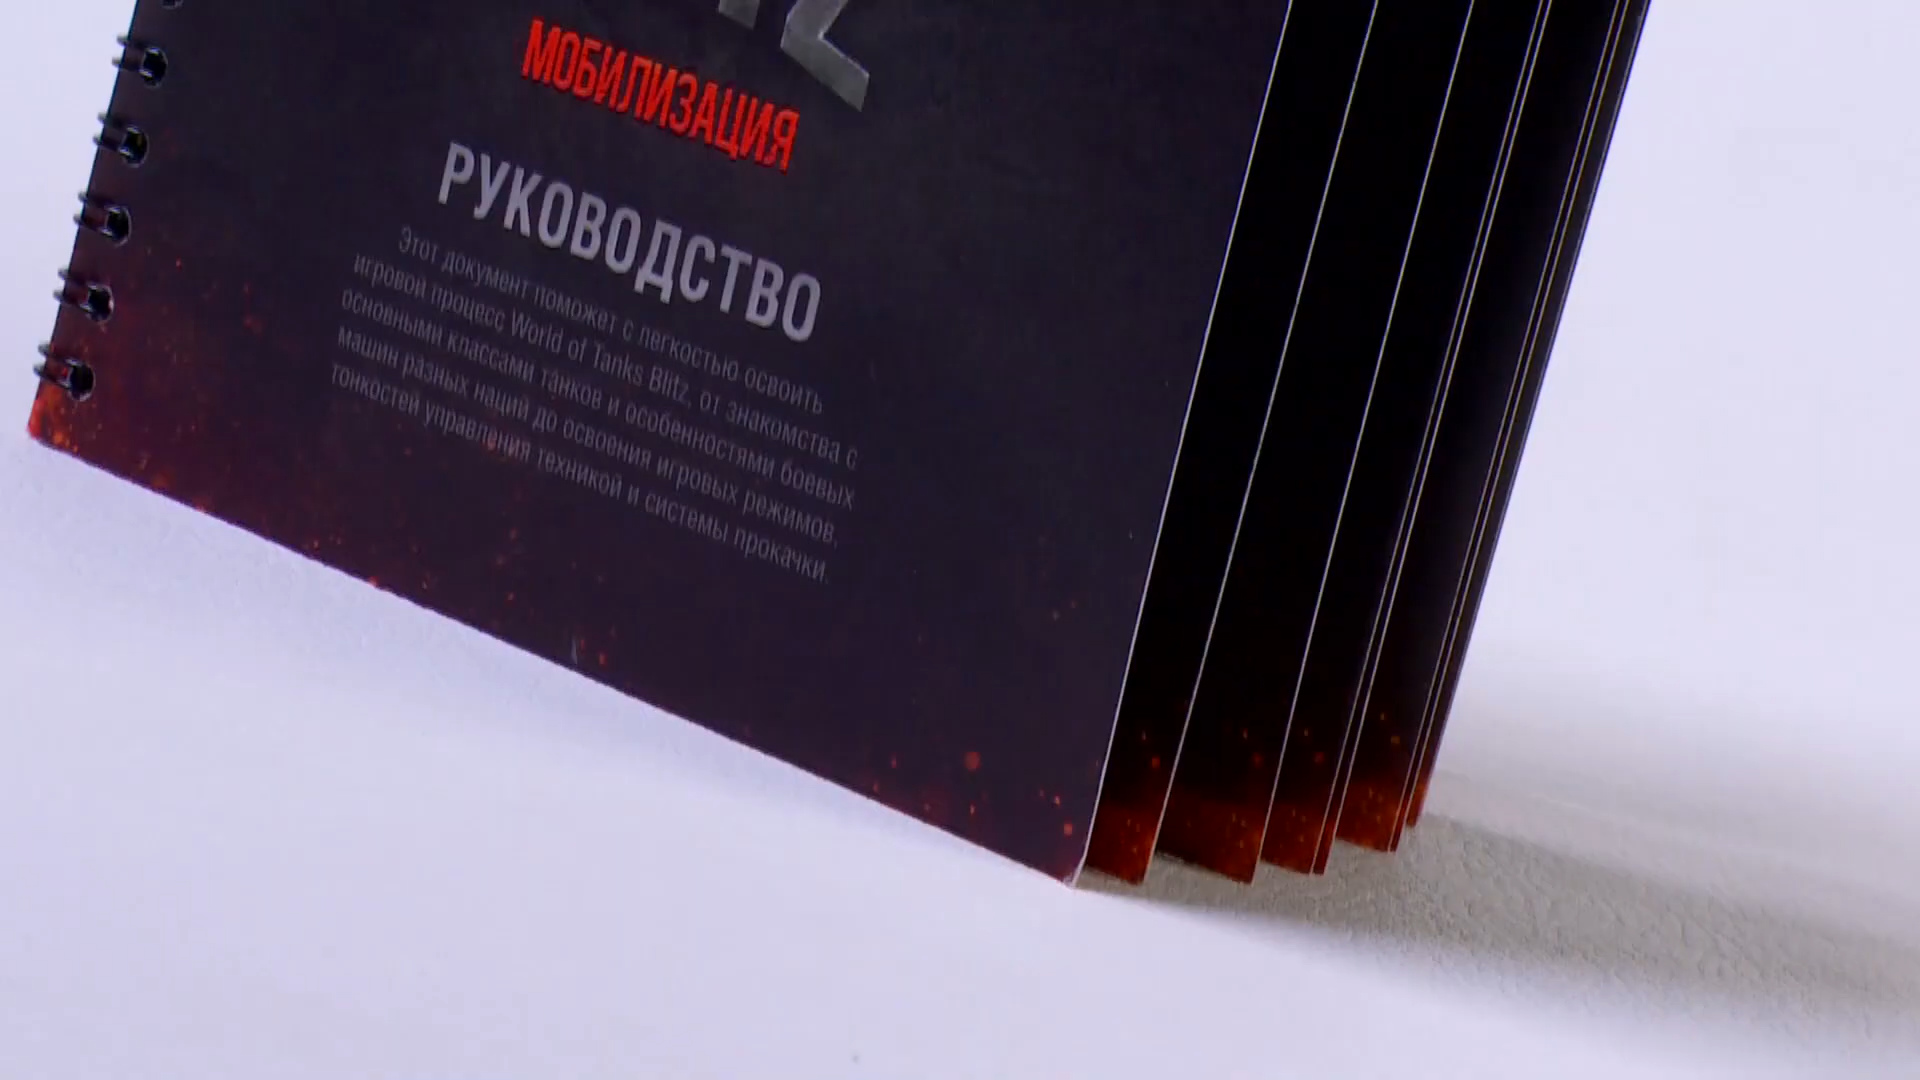 TZ
МОБИЛИЗАЦИЯ
РУКОВОДСТВО
Этот документ поможет с легкостью освоить
игровой процесс World of Tanks Blitz, от знакомства с
основными классами танков и особенностями боевых
машин разных наций до освоения игровых режимов,
тонкостей управления техникой и системы прокачки.